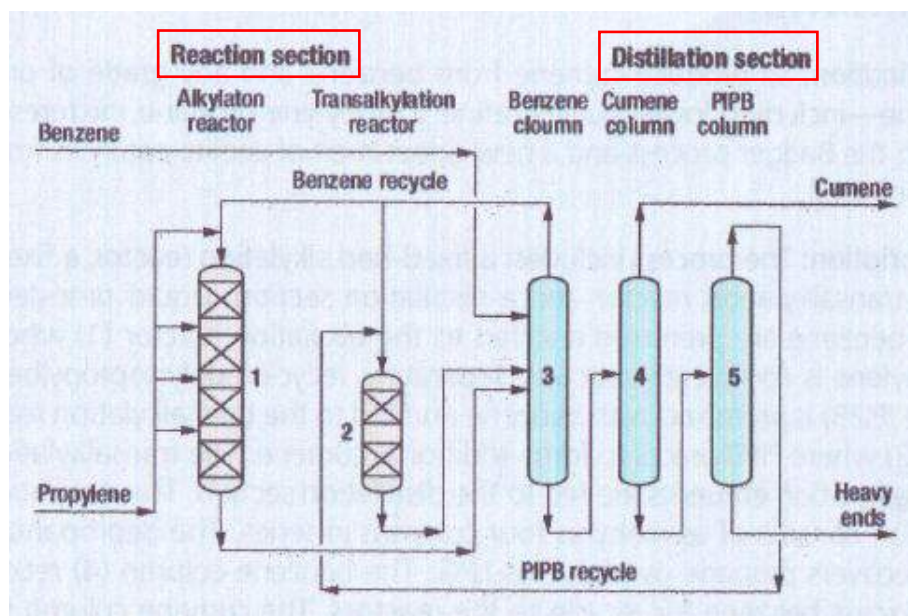 Reaction section
Distillation section
Alkylaton
reactor
Transalkylation
reactor
Benzene
cloumn
Cumene
column
PIPB
column
Benzene
Benzene recycle
Cumene
1
2
3
4
5
Propylene
Heavy
ends
PIPB recycle